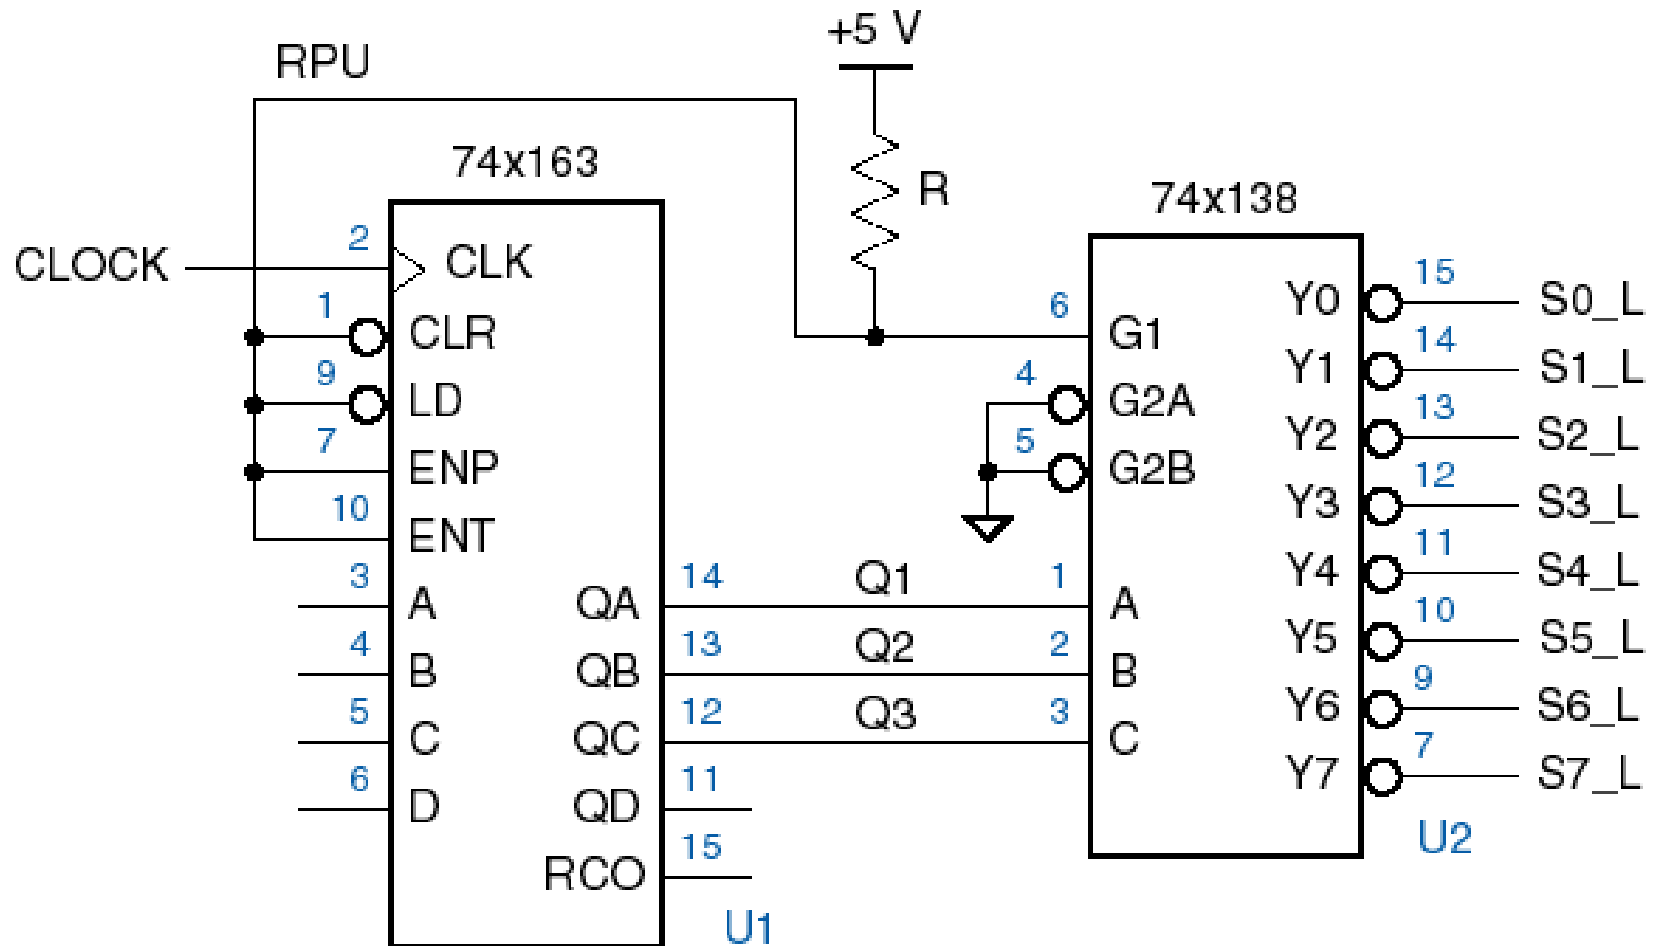 +5 V
RPU
74x163
R
74x138
CLOCK
2
CLK
1
CLR
9
LD
7
ENP
10
ENT
3
A
4
B
5
C
6
D
QA
14
QB
13
QC
12
QD
11
RCO
15
U1
Q1
Q2
Q3
6
G1
4
G2A
5
G2B
1
A
2
B
3
C
Y0
15
S0_L
Y1
14
S1_L
Y2
13
S2_L
Y3
12
S3_L
Y4
11
S4_L
Y5
10
S5_L
Y6
9
S6_L
Y7
7
S7_L
U2